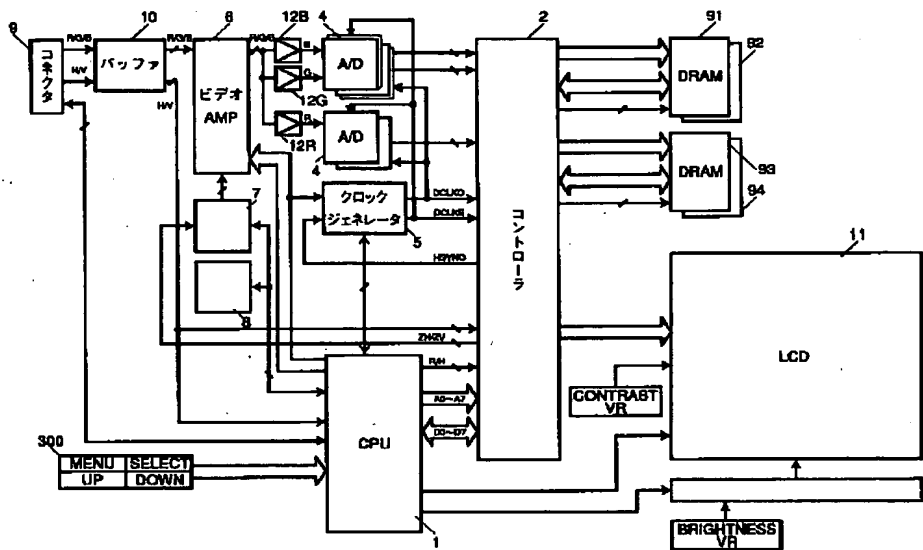 9
10
6
12B
4
2
91
92
コネクタ
R/G/B
H/V
バッファ
R/G/B
H/V
ビデオ
AMP
R/G/B
B
G
R
12G
12R
A/D
A/D
4
DRAM
DRAM
93
94
7
8
クロック
ジェネレータ
5
DCLKO
HSYNC
コントローラ
11
LCD
ZH/ZV
R/H
A0～A7
D0～D7
CPU
1
300
MENU
SELECT
UP
DOWN
CONTRAST
VR
BRIGHTNESS
VR